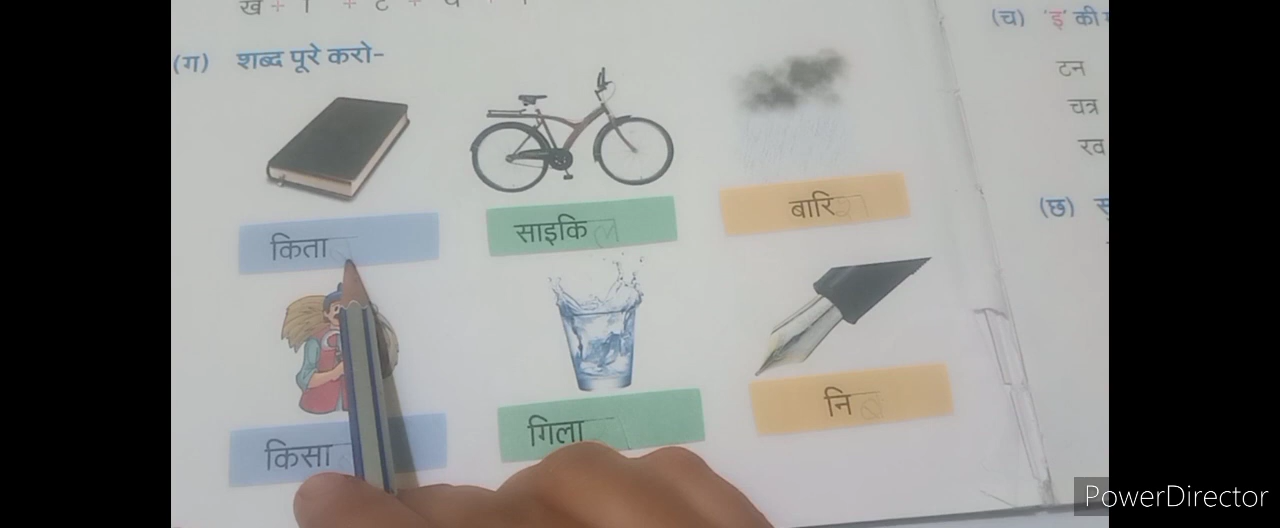 (ग) शब्द पूरे करो-
किताब
साइकिल
बारिश
किसा
गिला
निब
(च) 'इ' की
टन
चत्र
रव
(छ)
PowerDirector